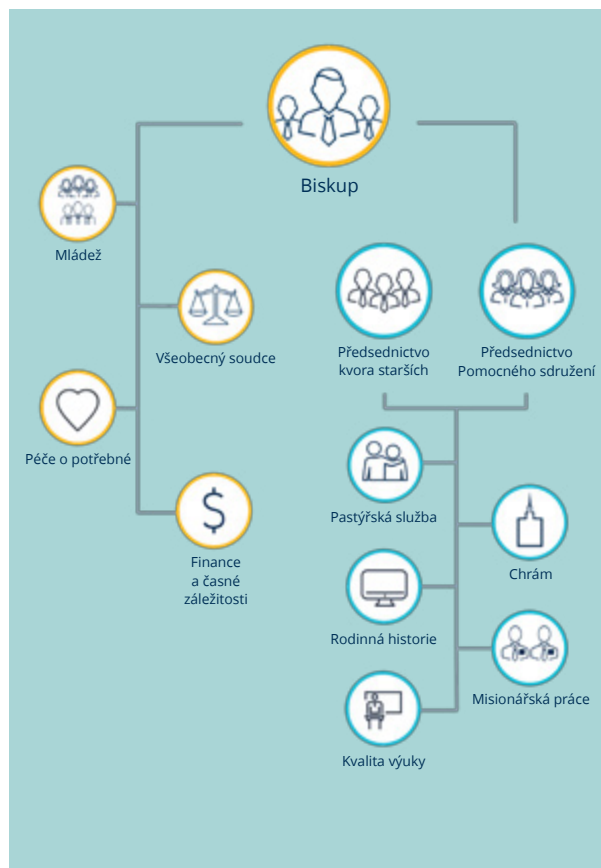 Biskup
Mládež
Všeobecný soudce
Péče o potřebné
$
Finance
a časné
záležitosti
Předsednictvo
kvora starších
Předsednictvo
Pomocného sdružení
Pastýřská služba
Chrám
Rodinná historie
Misionářská práce
Kvalita výuky